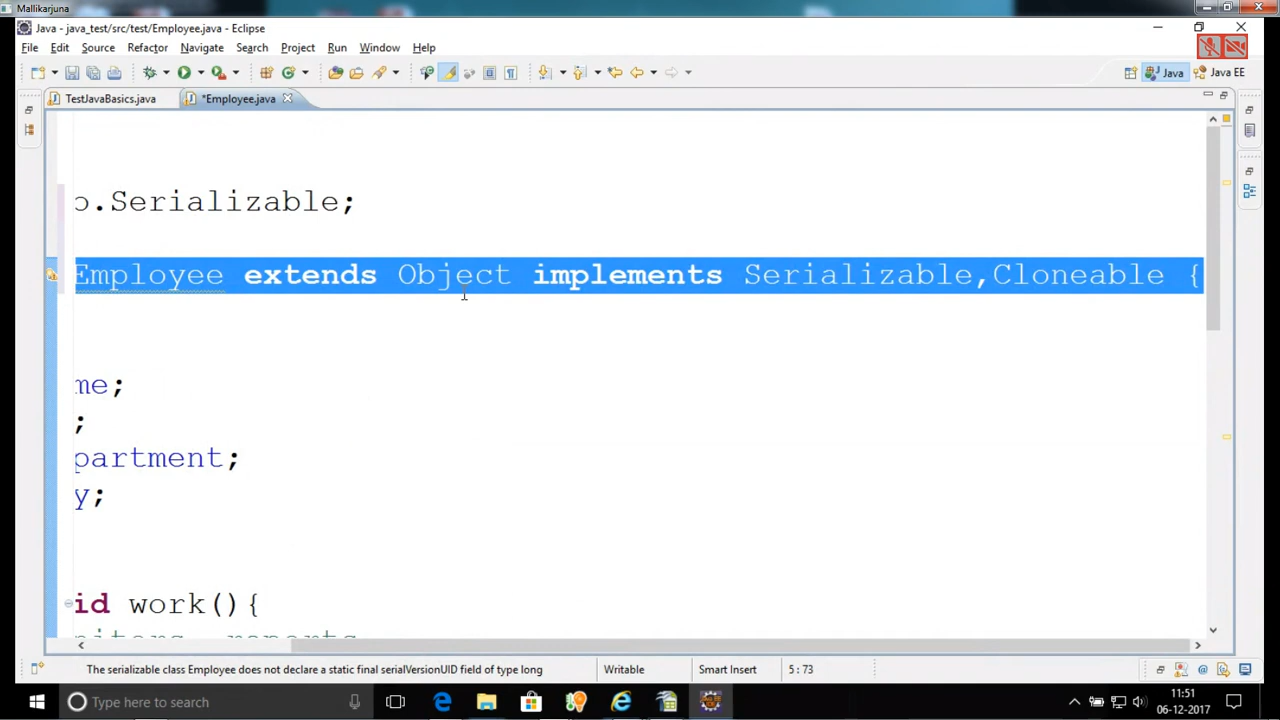 Mallikarjuna
Java - java_test/src/test/Employee.java - Eclipse
File Edit Source Refactor Navigate Search Project Run Window Help
Java Java EE
TestJavaBasics.java *Employee.java
o.Serializable;
Employee extends Object implements Serializable,Cloneable {
me;
;
partment;
y;
id work(){
The serializable class Employee does not declare a static final serialVersionUID field of type long Writable Smart Insert 5 : 73
Type here to search
11:51
06-12-2017